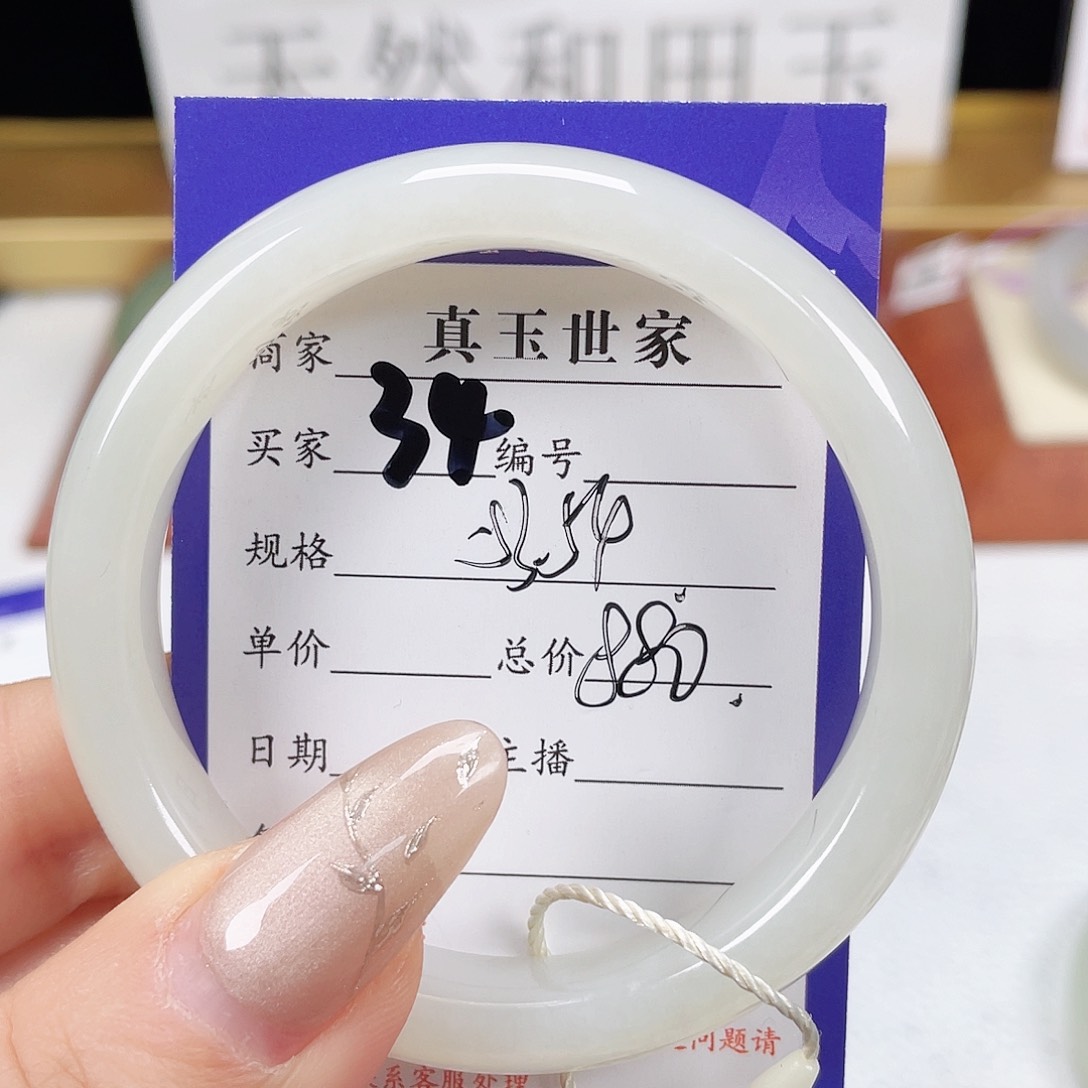 天然和田玉
商家 真玉世家
买家 34 编号
规格 54
单价 总价 880
日期 主播
问题请
系客服处理